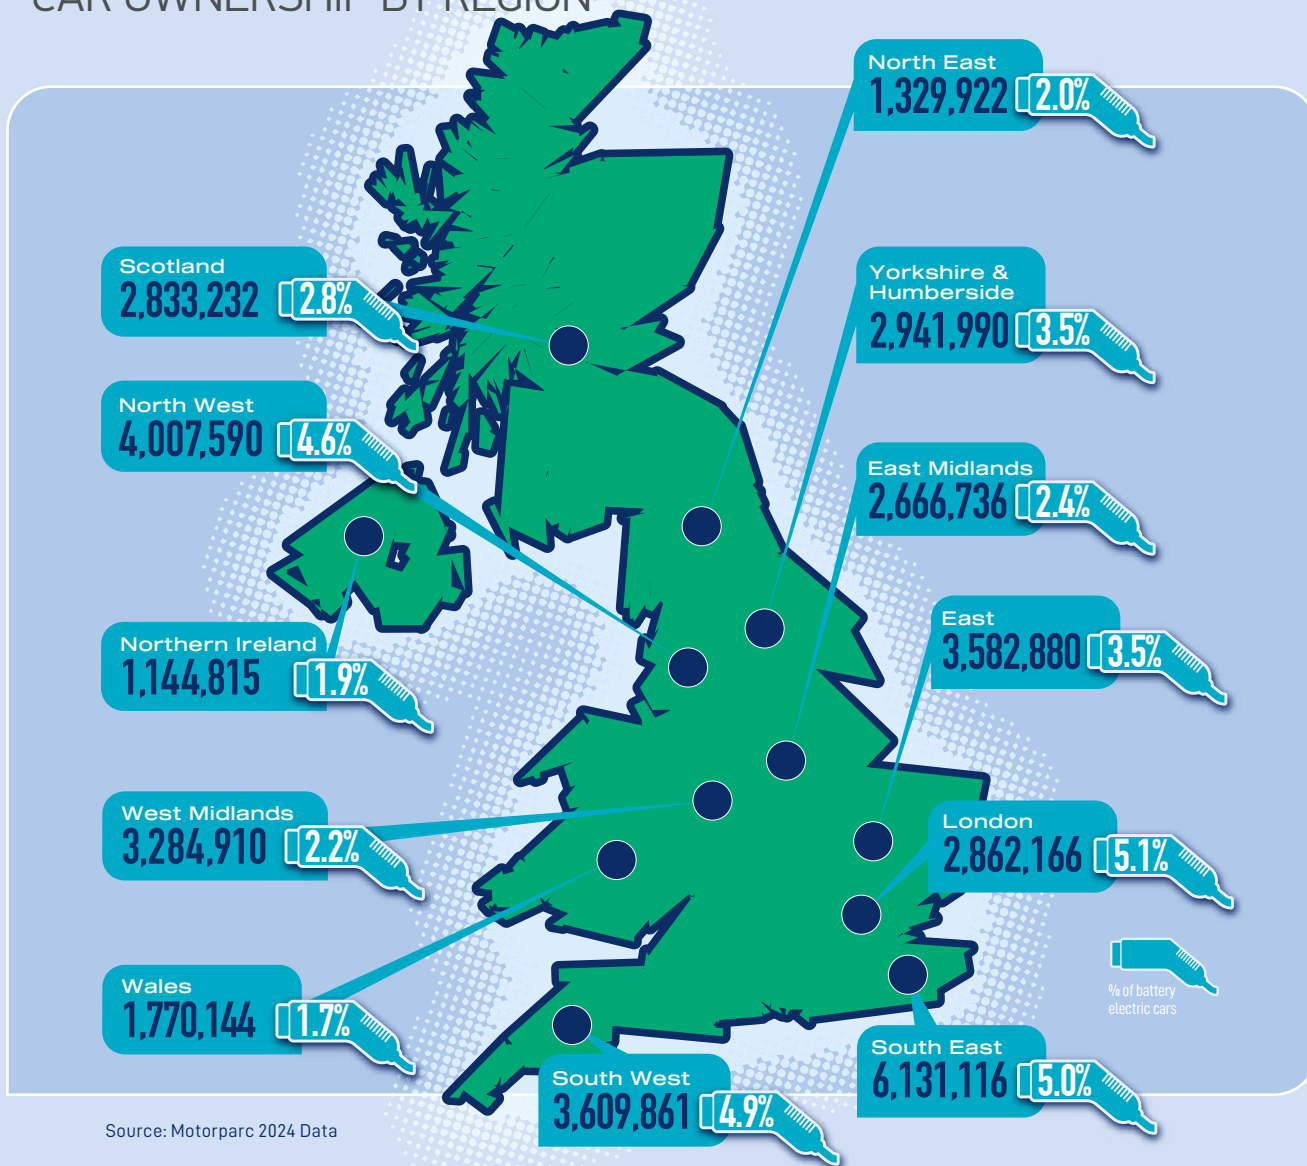 CAR OWNERSHIP BY REGION
North East
1,329,922
2.0%
Scotland
2,833,232
2.8%
Yorkshire &
Humberside
2,941,990
3.5%
North West
4,007,590
4.6%
East Midlands
2,666,736
2.4%
Northern Ireland
1,144,815
1.9%
East
3,582,880
3.5%
West Midlands
3,284,910
2.2%
London
2,862,166
5.1%
Wales
1,770,144
1.7%
% of battery
electric cars
South West
3,609,861
4.9%
South East
6,131,116
5.0%
Source: Motorparc 2024 Data